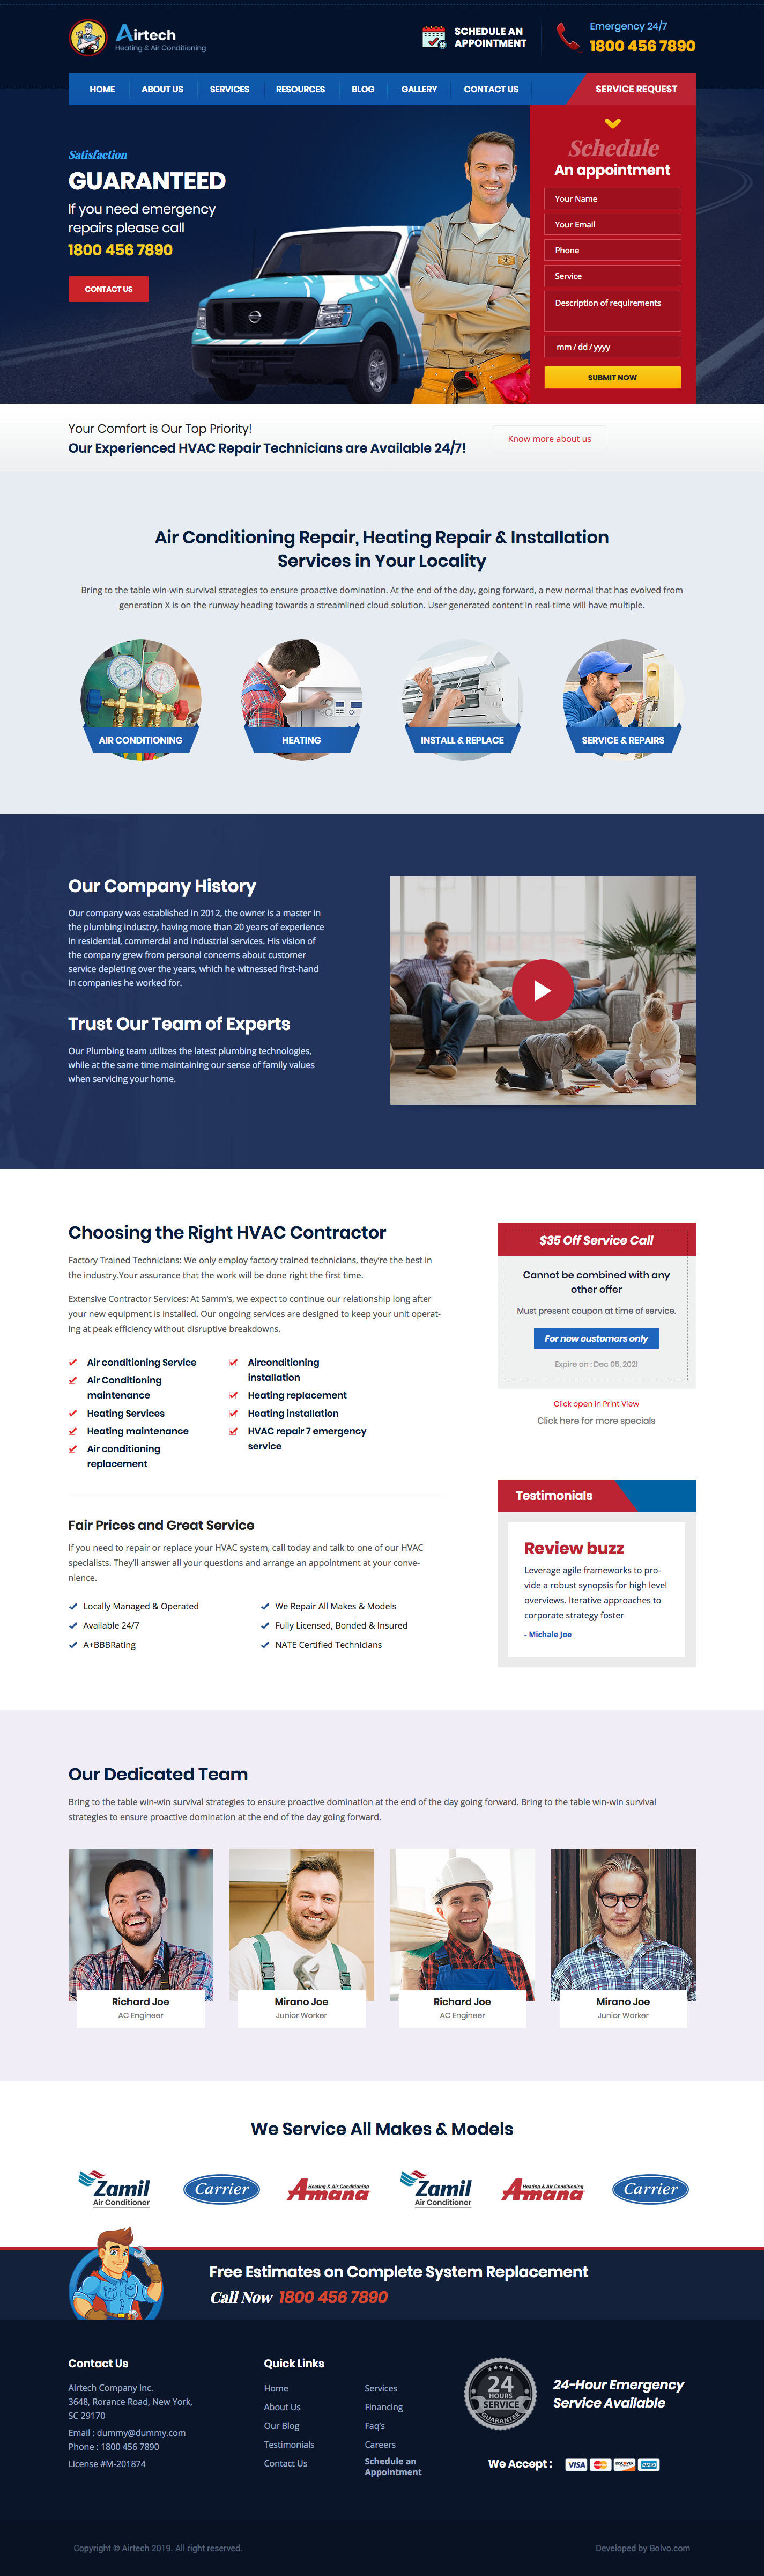 Airtech
Heating & Air Conditioning
SCHEDULE AN
APPOINTMENT
Emergency 24/7
1800 456 7890
HOME
ABOUT US
SERVICES
RESOURCES
BLOG
GALLERY
CONTACT US
SERVICE REQUEST
Satisfaction
GUARANTEED
If you need emergency
repairs please call
1800 456 7890
CONTACT US
Schedule
An appointment
Your Name
Your Email
Phone
Service
Description of requirements
mm / dd / yyyy
SUBMIT NOW
Your Comfort is Our Top Priority!
Our Experienced HVAC Repair Technicians are Available 24/7!
Know more about us
Air Conditioning Repair, Heating Repair & Installation
Services in Your Locality
Bring to the table win-win survival strategies to ensure proactive domination. At the end of the day, going forward, a new normal that has evolved from
generation X is on the runway heading towards a streamlined cloud solution. User generated content in real-time will have multiple.
AIR CONDITIONING
HEATING
INSTALL & REPLACE
SERVICE & REPAIRS
Our Company History
Our company was established in 2012, the owner is a master in
the plumbing industry, having more than 20 years of experience
in residential, commercial and industrial services. His vision of
the company grew from personal concerns about customer
service depleting over the years, which he witnessed first-hand
in companies he worked for.
Trust Our Team of Experts
Our Plumbing team utilizes the latest plumbing technologies,
while at the same time maintaining our sense of family values
when servicing your home.
Choosing the Right HVAC Contractor
Factory Trained Technicians: We only employ factory trained technicians, they're the best in
the industry.Your assurance that the work will be done right the first time.
Extensive Contractor Services: At Samm's, we expect to continue our relationship long after
your new equipment is installed. Our ongoing services are designed to keep your unit operat-
ing at peak efficiency without disruptive breakdowns.
Air conditioning Service
Air Conditioning
maintenance
Heating Services
Heating maintenance
Air conditioning
replacement
Airconditioning
installation
Heating replacement
Heating installation
HVAC repair 7 emergency
service
Fair Prices and Great Service
If you need to repair or replace your HVAC system, call today and talk to one of our HVAC
specialists. They'll answer all your questions and arrange an appointment at your conve-
nience.
Locally Managed & Operated
Available 24/7
A+BBBRating
We Repair All Makes & Models
Fully Licensed, Bonded & Insured
NATE Certified Technicians
$35 Off Service Call
Cannot be combined with any
other offer
Must present coupon at time of service.
For new customers only
Expire on : Dec 05, 2021
Click open in Print View
Click here for more specials
Testimonials
Review buzz
Leverage agile frameworks to pro-
vide a robust synopsis for high level
overviews. Iterative approaches to
corporate strategy foster
- Michale Joe
Our Dedicated Team
Bring to the table win-win survival strategies to ensure proactive domination at the end of the day going forward. Bring to the table win-win survival
strategies to ensure proactive domination at the end of the day going forward.
Richard Joe
AC Engineer
Mirano Joe
Junior Worker
Richard Joe
AC Engineer
Mirano Joe
Junior Worker
We Service All Makes & Models
Zamil
Air Conditioner
Carrier
Heating & Air Conditioning
Amana
Zamil
Air Conditioner
Heating & Air Conditioning
Amana
Carrier
Free Estimates on Complete System Replacement
Call Now 1800 456 7890
Contact Us
Airtech Company Inc.
3648, Rorance Road, New York,
SC 29170
Email : dummy@dummy.com
Phone : 1800 456 7890
License #M-201874
Quick Links
Home
About Us
Our Blog
Testimonials
Contact Us
Services
Financing
Faq's
Careers
Schedule an
Appointment
24
HOURS
SERVICE
GUARANTEE
24-Hour Emergency
Service Available
We Accept :
VISA
DISCOVER
Copyright © Airtech 2019. All right reserved.
Developed by Bolvo.com